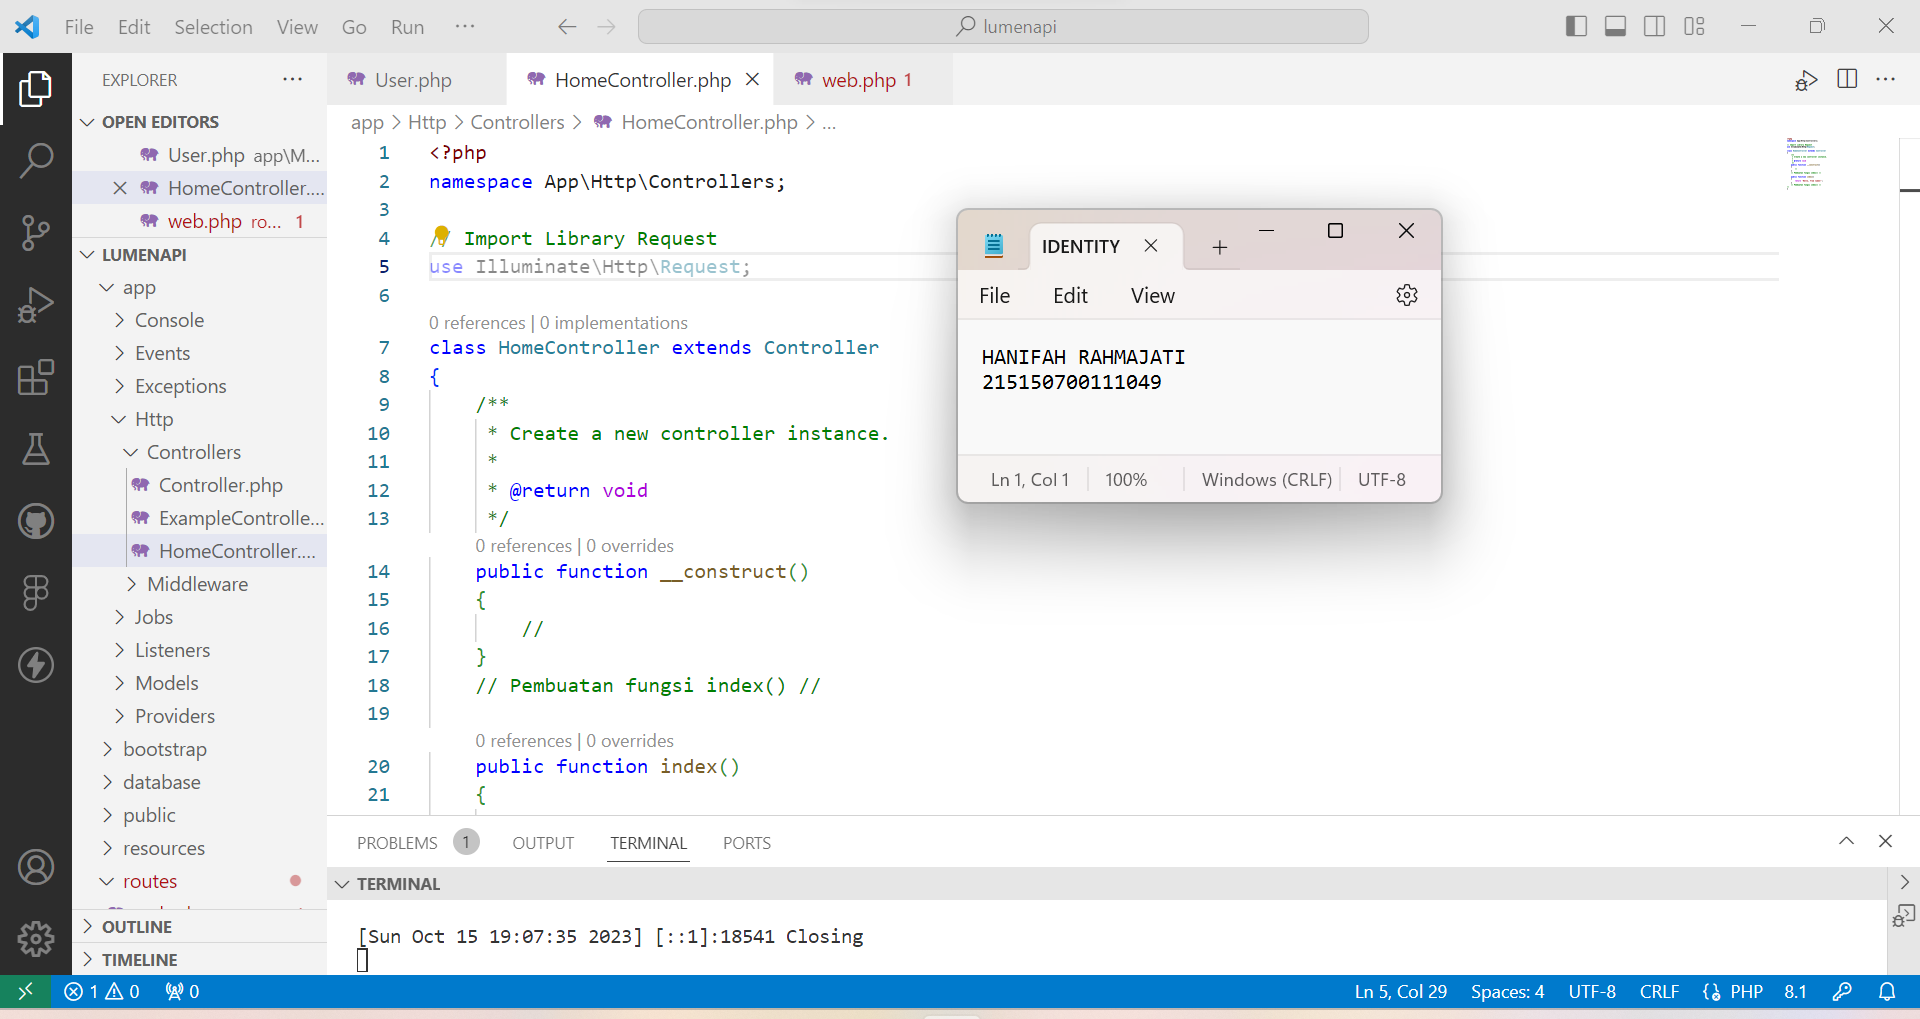 File Edit Selection View Go Run ···
lumenapi
EXPLORER ···
OPEN EDITORS
User.php app\M...
HomeController....
web.php ro... 1
LUMENAPI
app
Console
Events
Exceptions
Http
Controllers
Controller.php
ExampleControlle...
HomeController....
Middleware
Jobs
Listeners
Models
Providers
bootstrap
database
public
resources
routes
OUTLINE
TIMELINE
User.php HomeController.php web.php 1
app > Http > Controllers > HomeController.php > ...
1 <?php
2 namespace App\Http\Controllers;
3
4 / Import Library Request
5 use Illuminate\Http\Request;
6
0 references | 0 implementations
7 class HomeController extends Controller
8 {
9 /**
10 * Create a new controller instance.
11 *
12 * @return void
13 */
0 references | 0 overrides
14 public function __construct()
15 {
16 //
17 }
18 // Pembuatan fungsi index() //
19
0 references | 0 overrides
20 public function index()
21 {
IDENTITY
File Edit View
HANIFAH RAHMAJATI
215150700111049
Ln 1, Col 1 100% Windows (CRLF) UTF-8
PROBLEMS 1 OUTPUT TERMINAL PORTS
TERMINAL
[Sun Oct 15 19:07:35 2023] [::1]:18541 Closing
1 0 0 Ln 5, Col 29 Spaces: 4 UTF-8 CRLF PHP 8.1